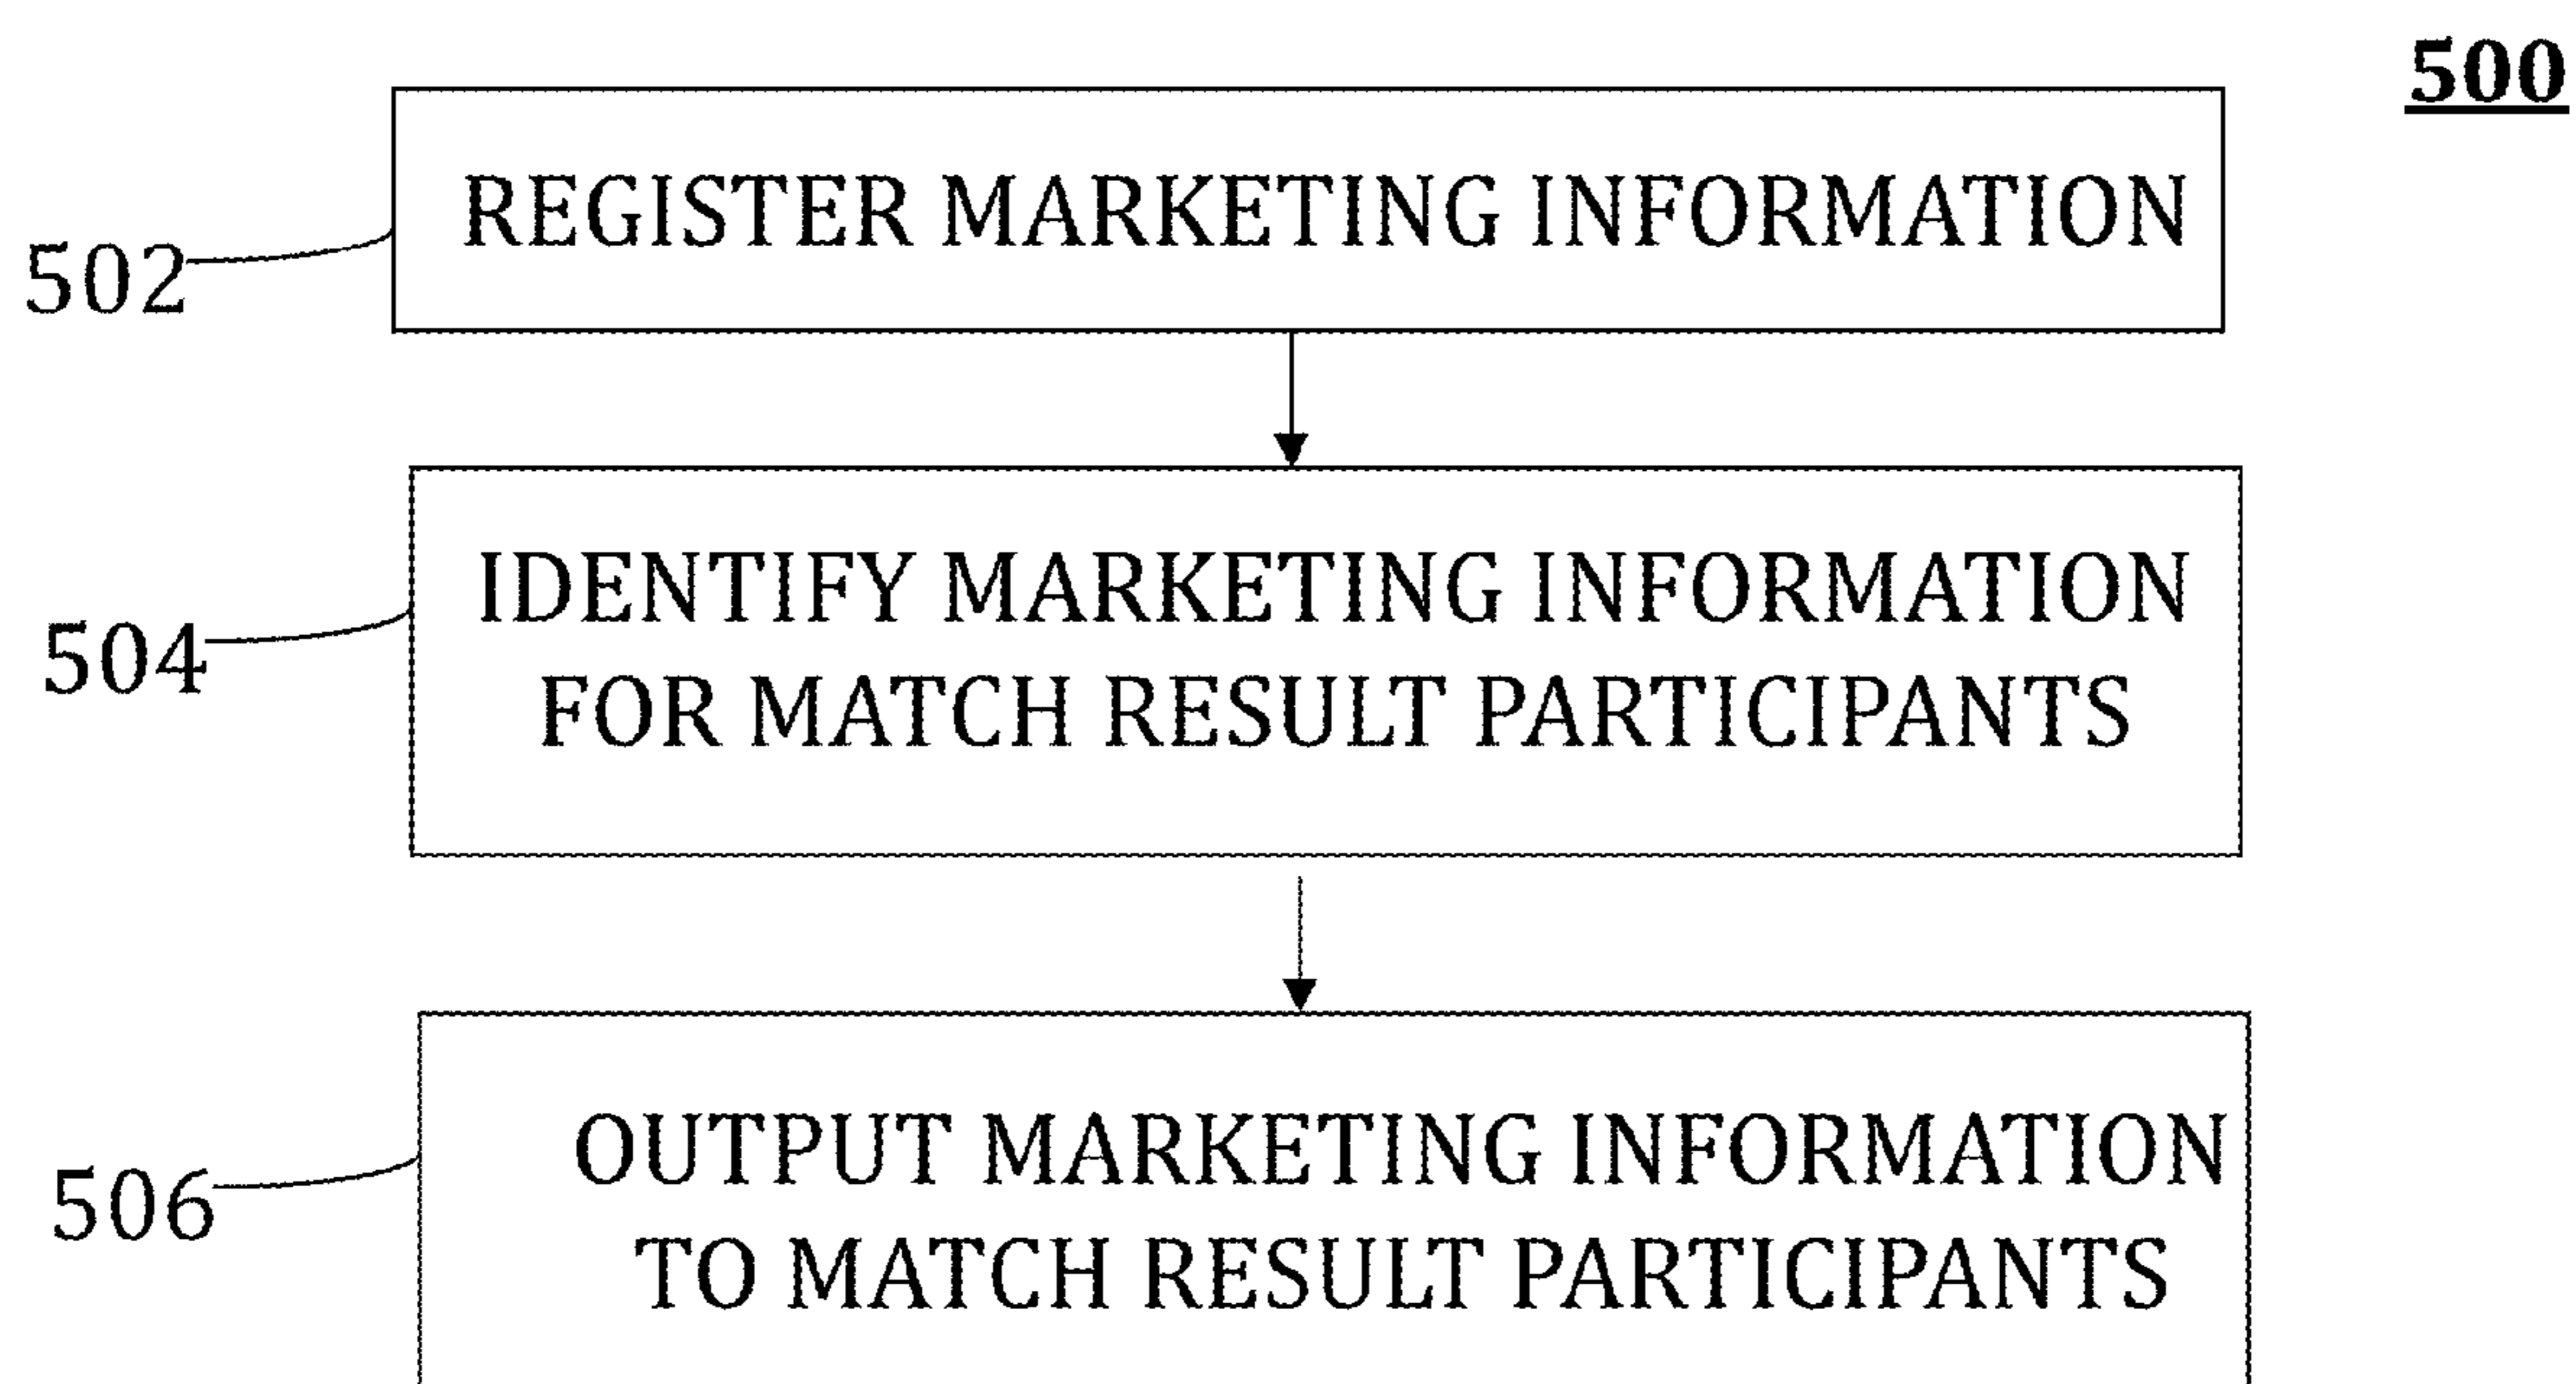 500
REGISTER MARKETING INFORMATION
502
IDENTIFY MARKETING INFORMATION
FOR MATCH RESULT PARTICIPANTS
504
OUTPUT MARKETING INFORMATION
TO MATCH RESULT PARTICIPANTS
506